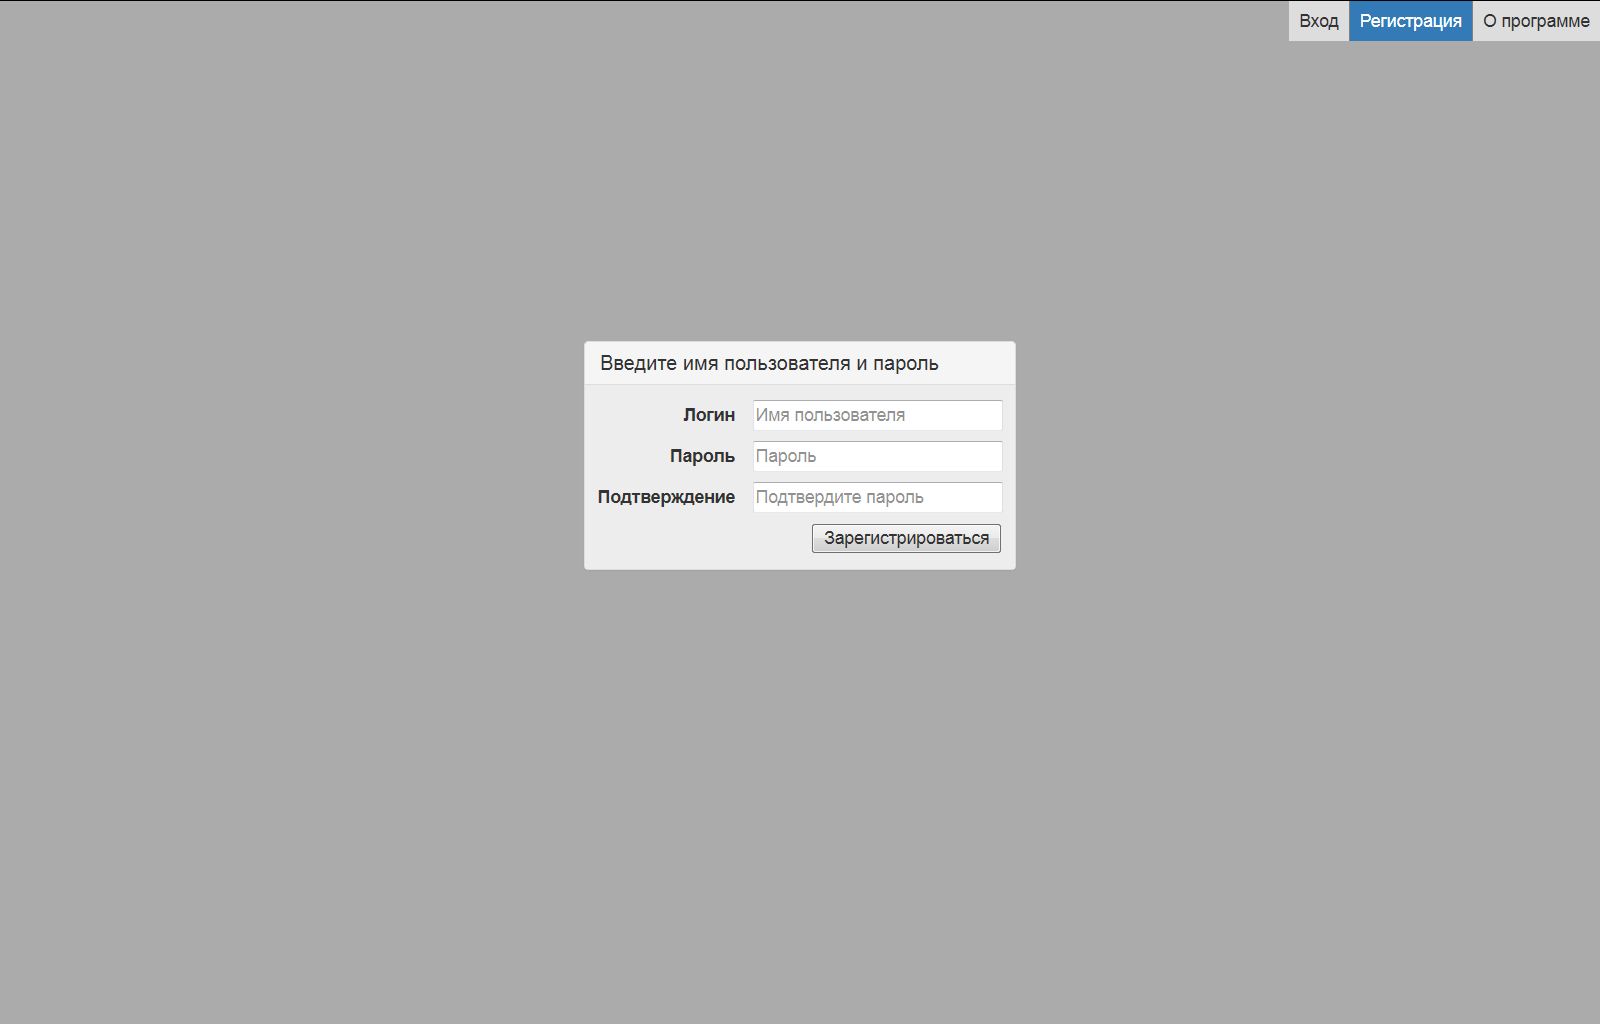 Вход Регистрация О программе
Введите имя пользователя и пароль
Логин Имя пользователя
Пароль Пароль
Подтверждение Подтвердите пароль
Зарегистрироваться